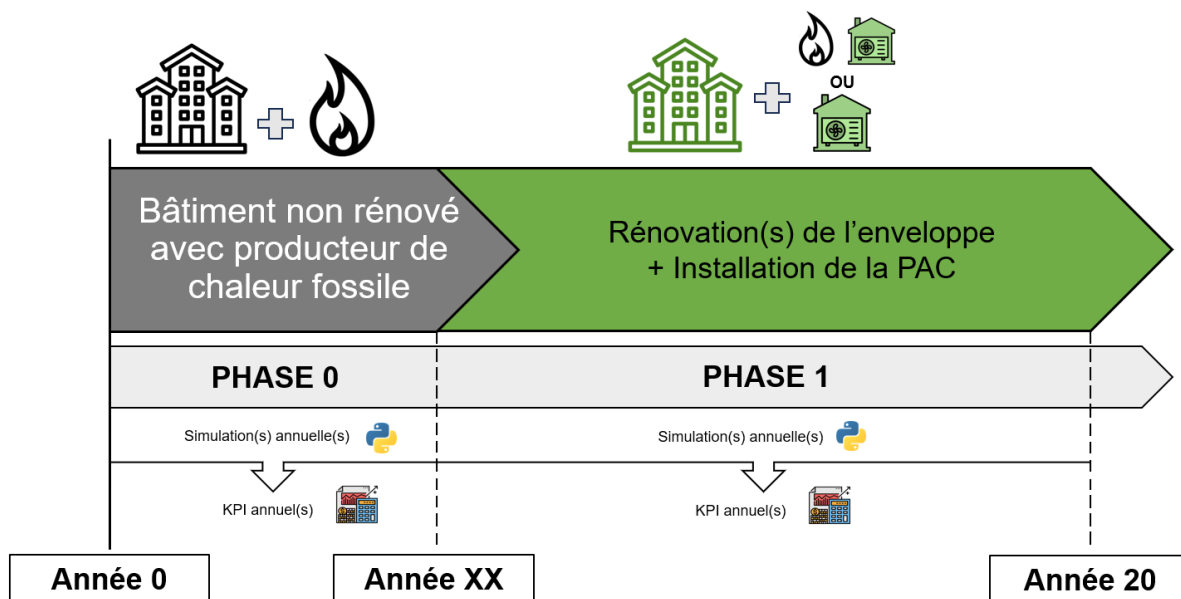 OU
Bâtiment non rénové
avec producteur de
chaleur fossile
Rénovation(s) de l’enveloppe
+ Installation de la PAC
PHASE 0
PHASE 1
Simulation(s) annuelle(s)
Simulation(s) annuelle(s)
KPI annuel(s)
KPI annuel(s)
Année 0
Année XX
Année 20